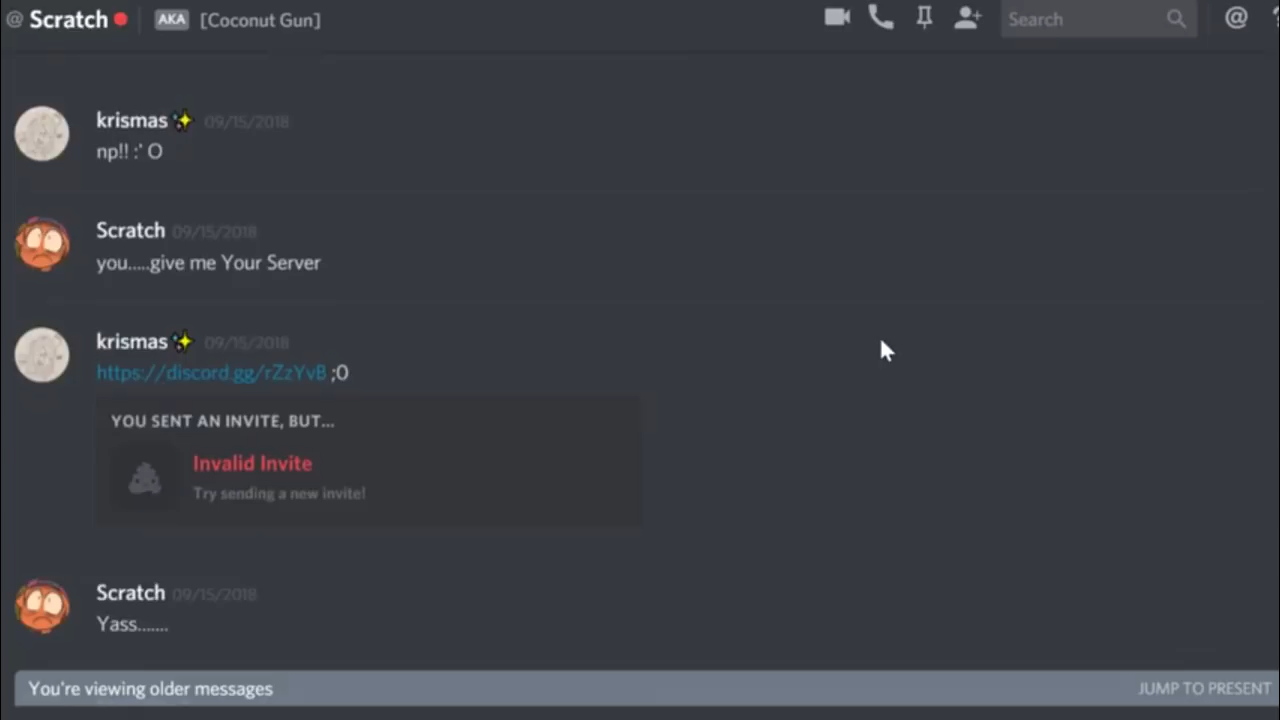 @ Scratch AKA [Coconut Gun] Search @
krismas✨ 09/15/2018
np!! :' O
Scratch 09/15/2018
you.....give me Your Server
krismas✨ 09/15/2018
https://discord.gg/rZzYvB ;0
YOU SENT AN INVITE, BUT...
Invalid Invite
Try sending a new invite!
Scratch 09/15/2018
Yass.......
You're viewing older messages JUMP TO PRESENT